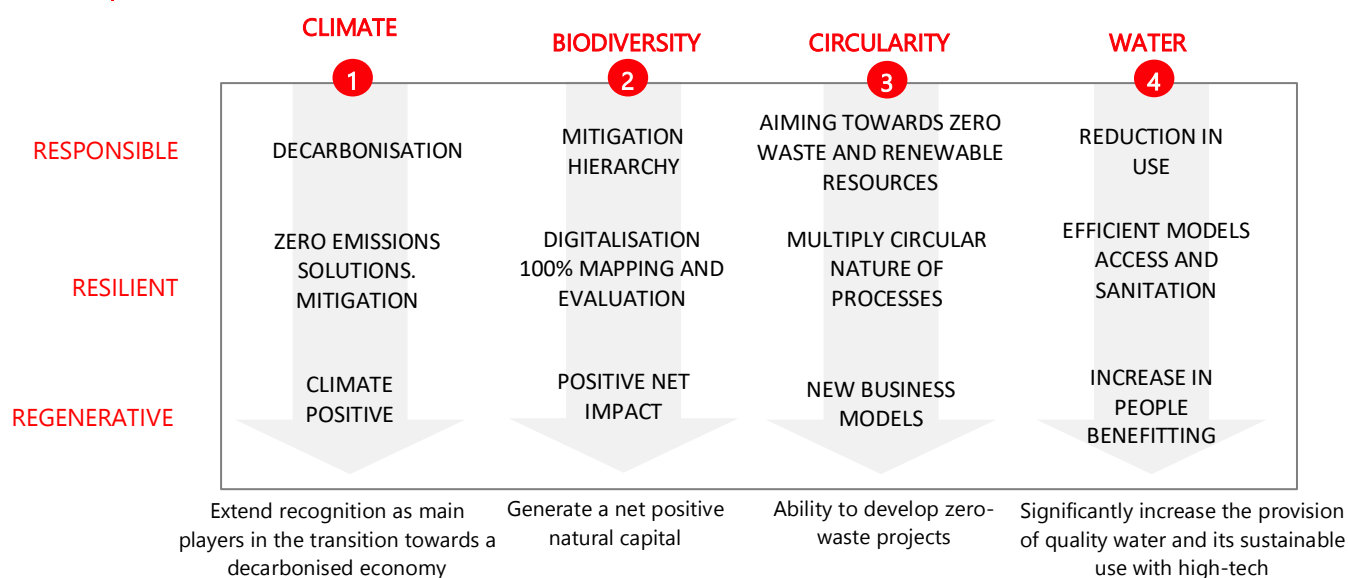 CLIMATE
BIODIVERSITY
CIRCULARITY
WATER
1
2
3
4
RESPONSIBLE
DECARBONISATION
MITIGATION
HIERARCHY
AIMING TOWARDS ZERO
WASTE AND RENEWABLE
RESOURCES
REDUCTION IN
USE
RESILIENT
ZERO EMISSIONS
SOLUTIONS.
MITIGATION
DIGITALISATION
100% MAPPING AND
EVALUATION
MULTIPLY CIRCULAR
NATURE OF
PROCESSES
EFFICIENT MODELS
ACCESS AND
SANITATION
REGENERATIVE
CLIMATE
POSITIVE
POSITIVE NET
IMPACT
NEW BUSINESS
MODELS
INCREASE IN
PEOPLE
BENEFITTING
Extend recognition as main
players in the transition towards a
decarbonised economy
Generate a net positive
natural capital
Ability to develop zero-
waste projects
Significantly increase the provision
of quality water and its sustainable
use with high-tech